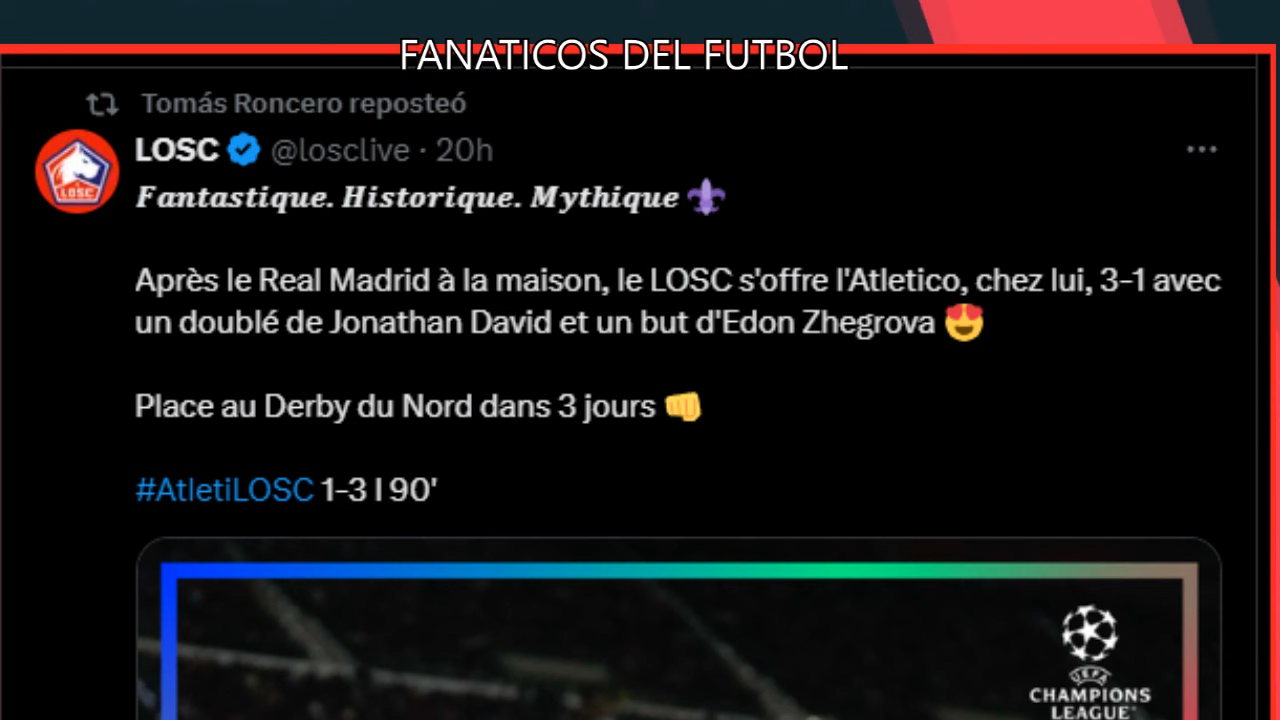 FANATICOS DEL FUTBOL
Tomás Roncero reposteó
LOSC @losclive · 20h
Fantastique. Historique. Mythique ⚜️
Après le Real Madrid à la maison, le LOSC s'offre l'Atletico, chez lui, 3-1 avec
un doublé de Jonathan David et un but d'Edon Zhegrova 😍
Place au Derby du Nord dans 3 jours 👊
#AtletiLOSC 1-3 I 90'
LOSC
UEFA
CHAMPIONS
LEAGUE